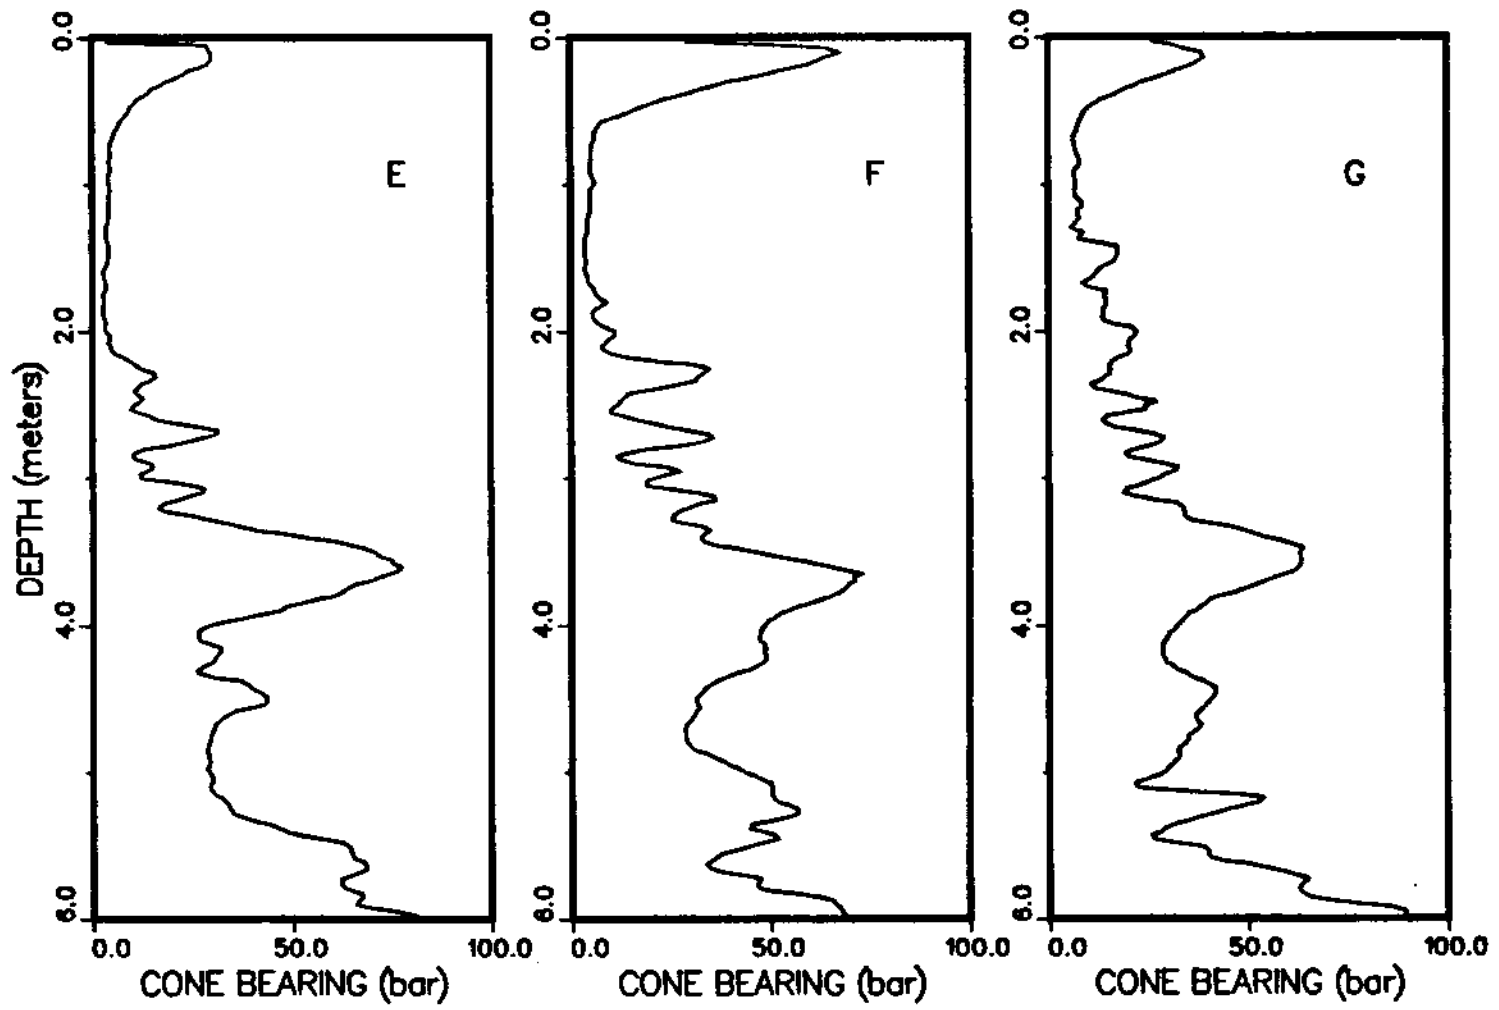 0.0 0.0 0.0
E F G
2.0 2.0 2.0
DEPTH (meters)
4.0 4.0 4.0
6.0 6.0 6.0
0.0 50.0 100.0 0.0 50.0 100.0 0.0 50.0 100.0
CONE BEARING (bar) CONE BEARING (bar) CONE BEARING (bar)